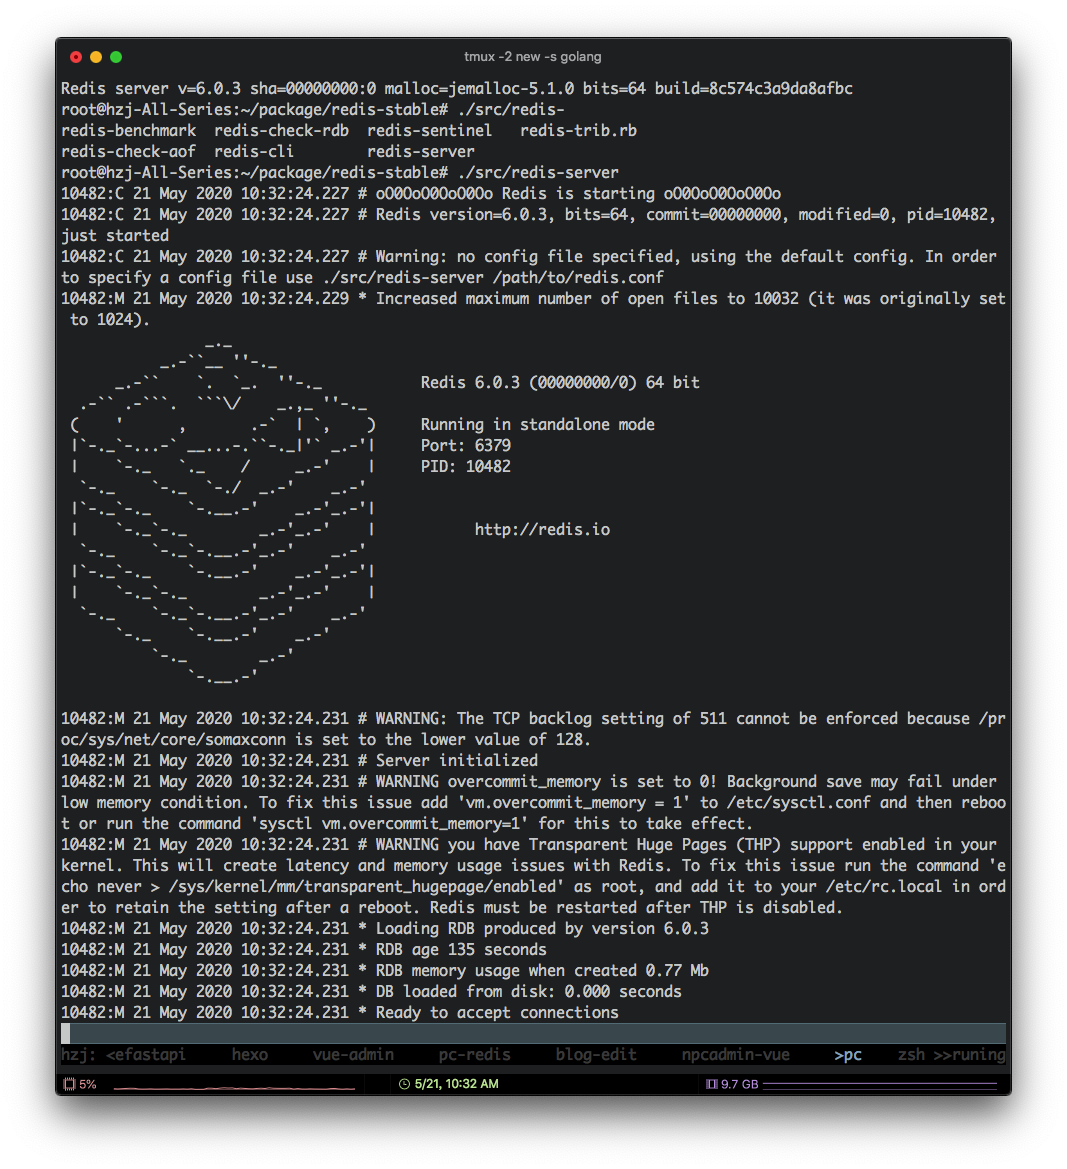 tmux -2 new -s golang
Redis server v=6.0.3 sha=00000000:0 malloc=jemalloc-5.1.0 bits=64 build=8c574c3a9da8afbc
root@hzj-All-Series:~/package/redis-stable# ./src/redis-
redis-benchmark  redis-check-rdb  redis-sentinel   redis-trib.rb
redis-check-aof  redis-cli        redis-server
root@hzj-All-Series:~/package/redis-stable# ./src/redis-server
10482:C 21 May 2020 10:32:24.227 # oO0OoO0OoO0Oo Redis is starting oO0OoO0OoO0Oo
10482:C 21 May 2020 10:32:24.227 # Redis version=6.0.3, bits=64, commit=00000000, modified=0, pid=10482,
just started
10482:C 21 May 2020 10:32:24.227 # Warning: no config file specified, using the default config. In order
to specify a config file use ./src/redis-server /path/to/redis.conf
10482:M 21 May 2020 10:32:24.229 * Increased maximum number of open files to 10032 (it was originally set
to 1024).
Redis 6.0.3 (00000000/0) 64 bit
Running in standalone mode
Port: 6379
PID: 10482
http://redis.io
10482:M 21 May 2020 10:32:24.231 # WARNING: The TCP backlog setting of 511 cannot be enforced because /pr
oc/sys/net/core/somaxconn is set to the lower value of 128.
10482:M 21 May 2020 10:32:24.231 # Server initialized
10482:M 21 May 2020 10:32:24.231 # WARNING overcommit_memory is set to 0! Background save may fail under
low memory condition. To fix this issue add 'vm.overcommit_memory = 1' to /etc/sysctl.conf and then reboo
t or run the command 'sysctl vm.overcommit_memory=1' for this to take effect.
10482:M 21 May 2020 10:32:24.231 # WARNING you have Transparent Huge Pages (THP) support enabled in your
kernel. This will create latency and memory usage issues with Redis. To fix this issue run the command 'e
cho never > /sys/kernel/mm/transparent_hugepage/enabled' as root, and add it to your /etc/rc.local in ord
er to retain the setting after a reboot. Redis must be restarted after THP is disabled.
10482:M 21 May 2020 10:32:24.231 * Loading RDB produced by version 6.0.3
10482:M 21 May 2020 10:32:24.231 * RDB age 135 seconds
10482:M 21 May 2020 10:32:24.231 * RDB memory usage when created 0.77 Mb
10482:M 21 May 2020 10:32:24.231 * DB loaded from disk: 0.000 seconds
10482:M 21 May 2020 10:32:24.231 * Ready to accept connections
hzj: <efastapi     hexo     vue-admin     pc-redis     blog-edit     npcadmin-vue     >pc    zsh >>runing
5%     5/21, 10:32 AM     9.7 GB